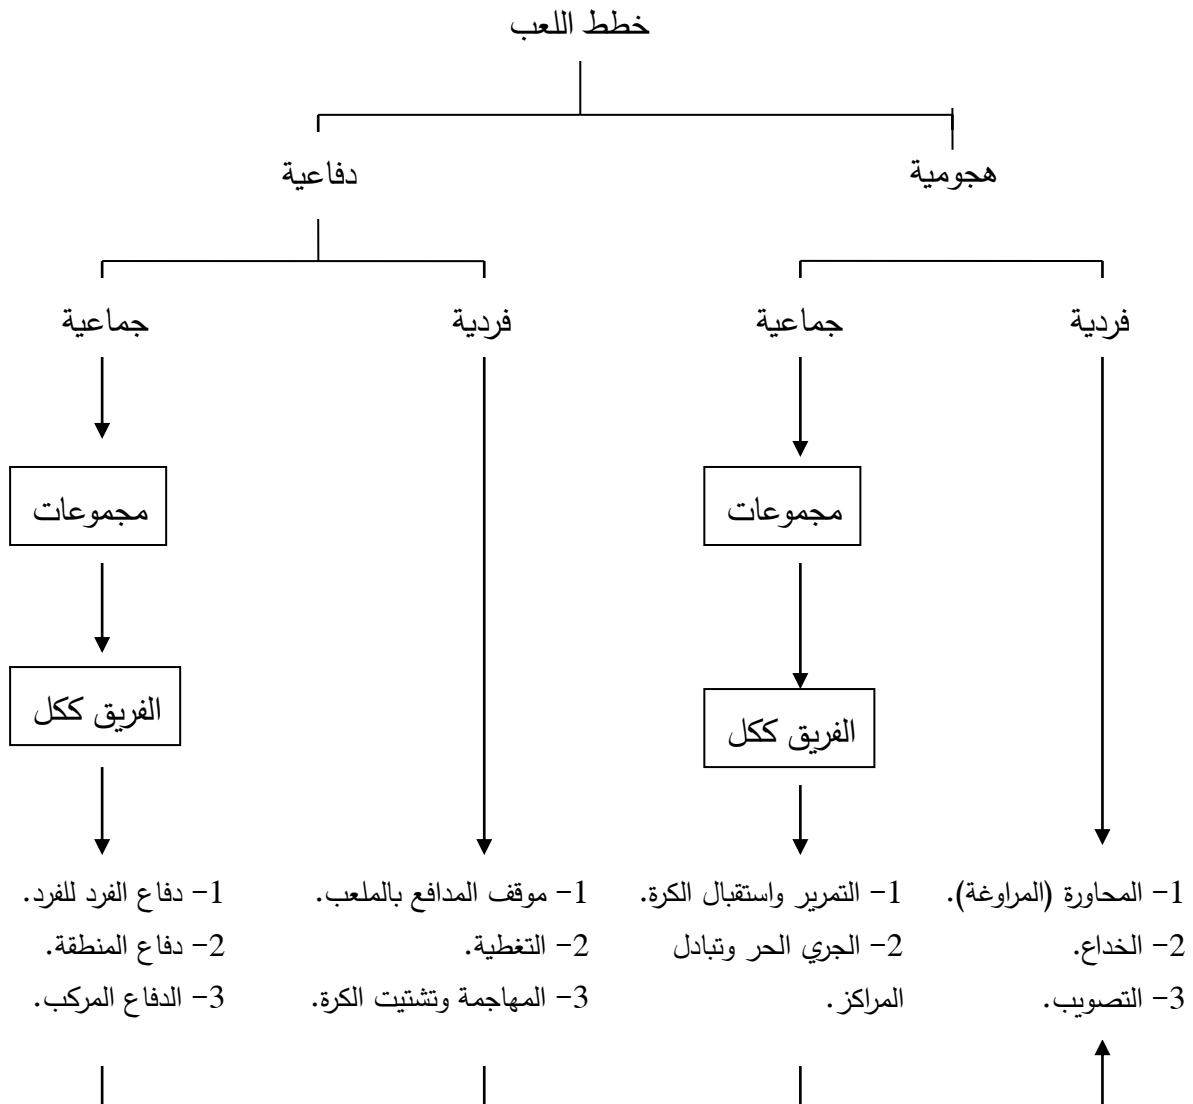 خطط اللعب
هجومية
دفاعية
فردية
جماعية
فردية
جماعية
مجموعات
مجموعات
الفريق ككل
الفريق ككل
1- المحاورة (المراوغة).
2- الخداع.
3- التصويب.
1- التمرير واستقبال الكرة.
2- الجري الحر وتبادل
المراكز.
1- موقف المدافع بالملعب.
2- التغطية.
3- المهاجمة وتشتيت الكرة.
1- دفاع الفرد للفرد.
2- دفاع المنطقة.
3- الدفاع المركب.